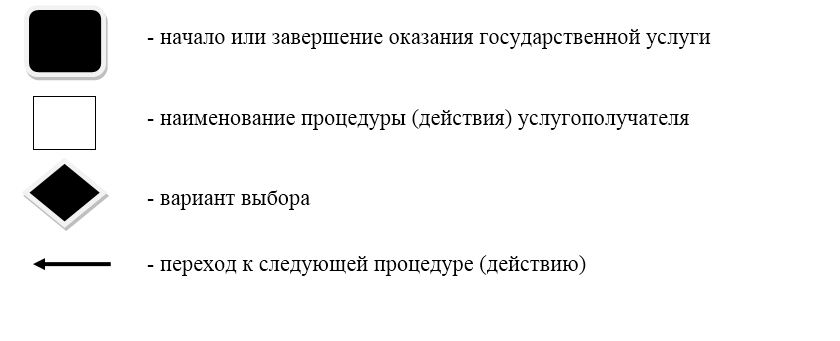 - начало или завершение оказания государственной услуги
- наименование процедуры (действия) услугополучателя
- вариант выбора
- переход к следующей процедуре (действию)